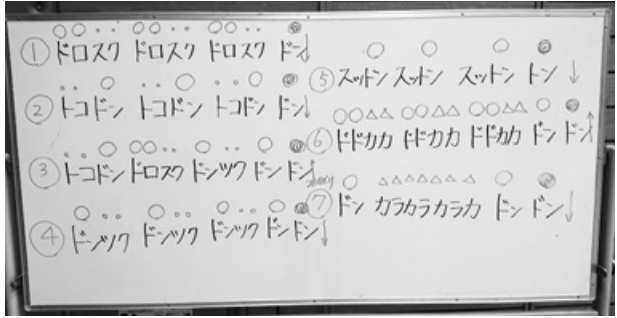 ① ドロスク ドロスク ドロスク ドン↓
② トコドン トコドン トコドン ドン↓
③ トコドン ドロスク ドンツク ドンドン
④ ドンツク ドンツク ドンツク ドンドン↓
⑤ スットン スットン スットン トン ↓
⑥ ドドカカ ドドカカ ドドカカ ドン ドン↑
⑦ ドン カラカラカラカ ドン ドン↓